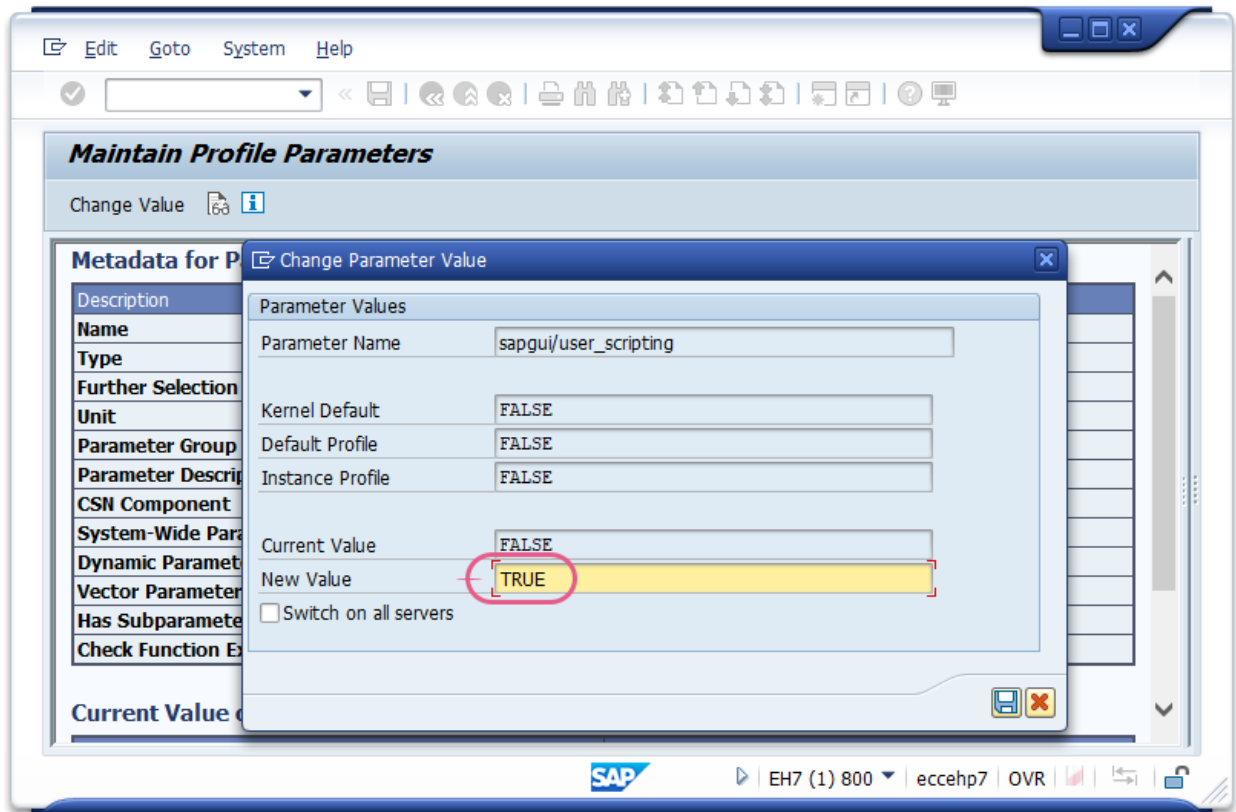 Edit Goto System Help
Maintain Profile Parameters
Change Value
Metadata for P
Change Parameter Value
Description
Name
Type
Further Selection
Unit
Parameter Group
Parameter Descrip
CSN Component
System-Wide Para
Dynamic Paramet
Vector Parameter
Has Subparamete
Check Function Ex
Parameter Values
Parameter Name sapgui/user_scripting
Kernel Default FALSE
Default Profile FALSE
Instance Profile FALSE
Current Value FALSE
New Value TRUE
Switch on all servers
Current Value
SAP EH7 (1) 800 eccehp7 OVR